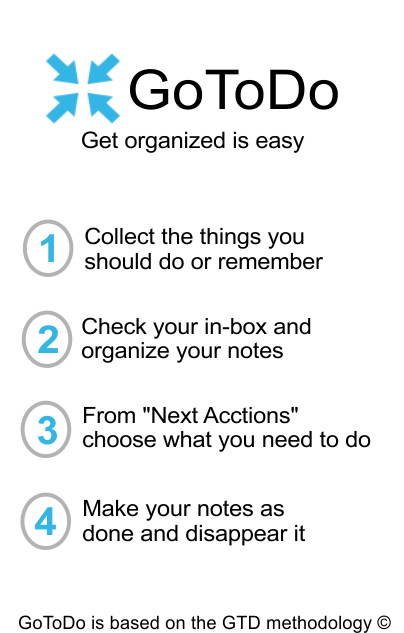 GoToDo
Get organized is easy
1
Collect the things you
should do or remember
2
Check your in-box and
organize your notes
3
From "Next Acctions"
choose what you need to do
4
Make your notes as
done and disappear it
GoToDo is based on the GTD methodology ©